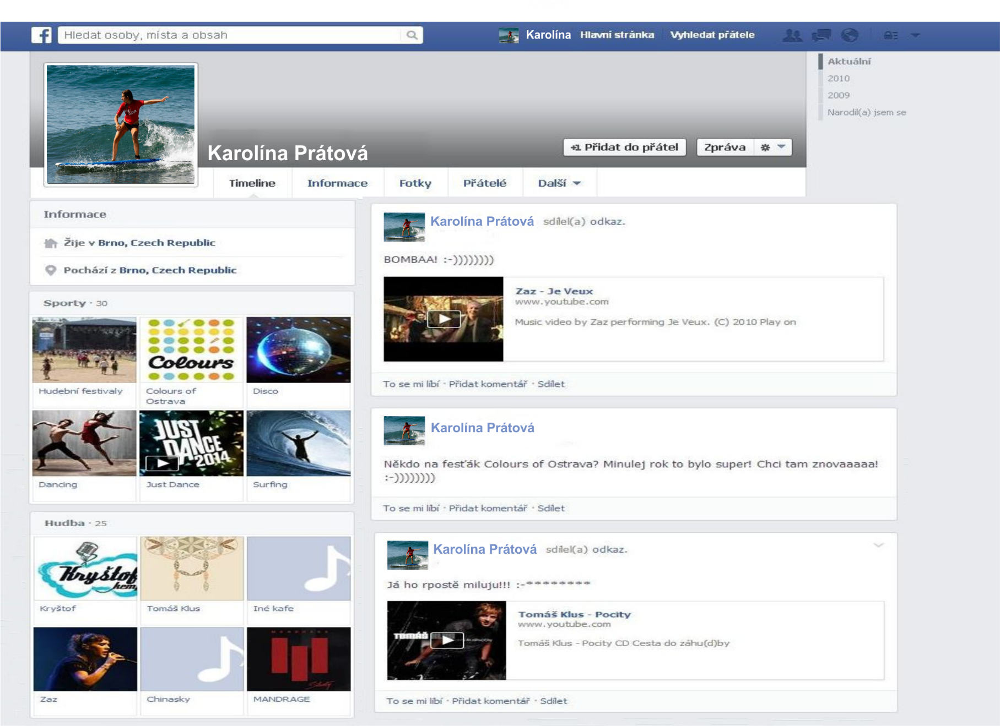 Hledat osoby, místa a obsah
Karolína Hlavní stránka Vyhledat přátele
Aktuální
2010
2009
Narodil(a) jsem se
Karolína Prátová
+1 Přidat do přátel
Zpráva
Timeline Informace Fotky Přátelé Další
Informace
Žije v Brno, Czech Republic
Pochází z Brno, Czech Republic
Sporty · 30
Colours
Hudební festivaly
Colours of
Ostrava
Disco
JUST
DANCE
2014
Dancing
Just Dance
Surfing
Hudba · 25
Kryštof
kemp
Kryštof
Tomáš Klus
Iné kafe
MANDRAGE
Zaz
Chinasky
MANDRAGE
Karolína Prátová sdílel(a) odkaz.
BOMBAA! :-))))))))
Zaz - Je Veux
www.youtube.com
Music video by Zaz performing Je Veux. (C) 2010 Play on
To se mi líbí · Přidat komentář · Sdílet
Karolína Prátová
Někdo na fesťák Colours of Ostrava? Minulej rok to bylo super! Chci tam znovaaaaa!
:-))))))))
To se mi líbí · Přidat komentář · Sdílet
Karolína Prátová sdílel(a) odkaz.
Já ho rpostě miluju!!! :-********
TOMÁŠ
Tomáš Klus - Pocity
www.youtube.com
Tomáš Klus - Pocity CD Cesta do záhu(d)by
To se mi líbí · Přidat komentář · Sdílet